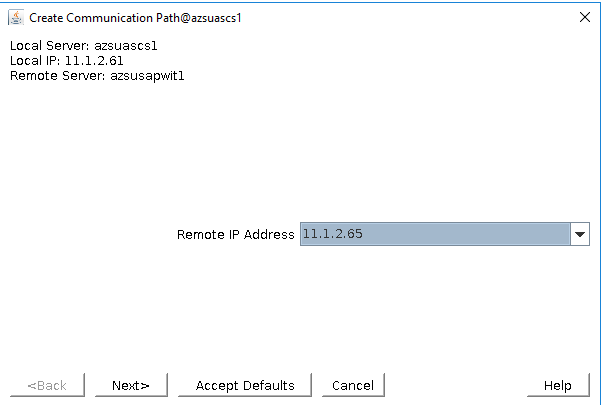 Create Communication Path@azsuascs1
Local Server: azsuascs1
Local IP: 11.1.2.61
Remote Server: azsusapwit1
Remote IP Address 11.1.2.65
<Back Next> Accept Defaults Cancel Help